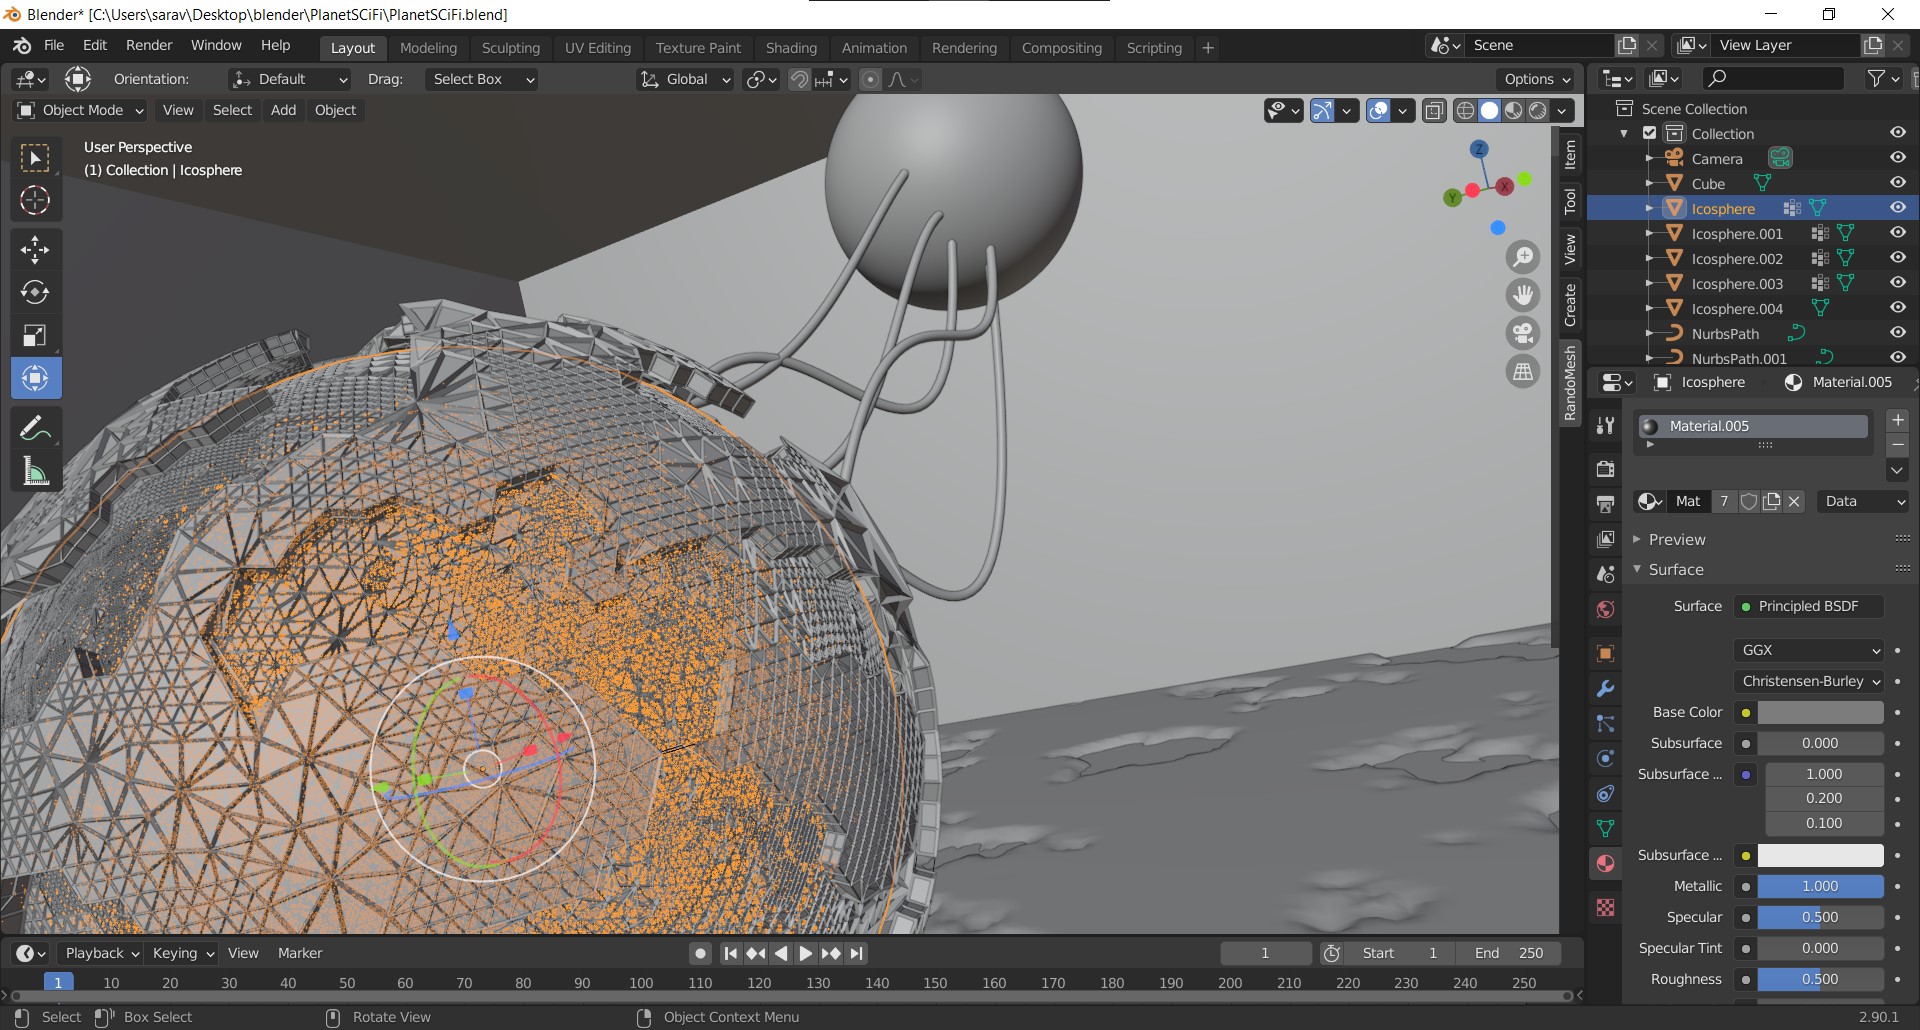 Blender* [C:\Users\sarav\Desktop\blender\PlanetSCiFi\PlanetSCiFi.blend]
File Edit Render Window Help Layout Modeling Sculpting UV Editing Texture Paint Shading Animation Rendering Compositing Scripting + Scene View Layer
Orientation: Default Drag: Select Box Global Options
Object Mode View Select Add Object
User Perspective
(1) Collection | Icosphere
Z
Y
X
Item
Tool
View
Create
RandoMesh
Scene Collection
Collection
Camera
Cube
Icosphere
Icosphere.001
Icosphere.002
Icosphere.003
Icosphere.004
NurbsPath
NurbsPath.001
Icosphere Material.005
Material.005
Mat 7 Data
Preview
Surface
Surface Principled BSDF
GGX
Christensen-Burley
Base Color
Subsurface 0.000
Subsurface ... 1.000
0.200
0.100
Subsurface ...
Metallic 1.000
Specular 0.500
Specular Tint 0.000
Roughness 0.500
Playback Keying View Marker 1 Start 1 End 250
1 10 20 30 40 50 60 70 80 90 100 110 120 130 140 150 160 170 180 190 200 210 220 230 240 250
Select Box Select Rotate View Object Context Menu 2.90.1